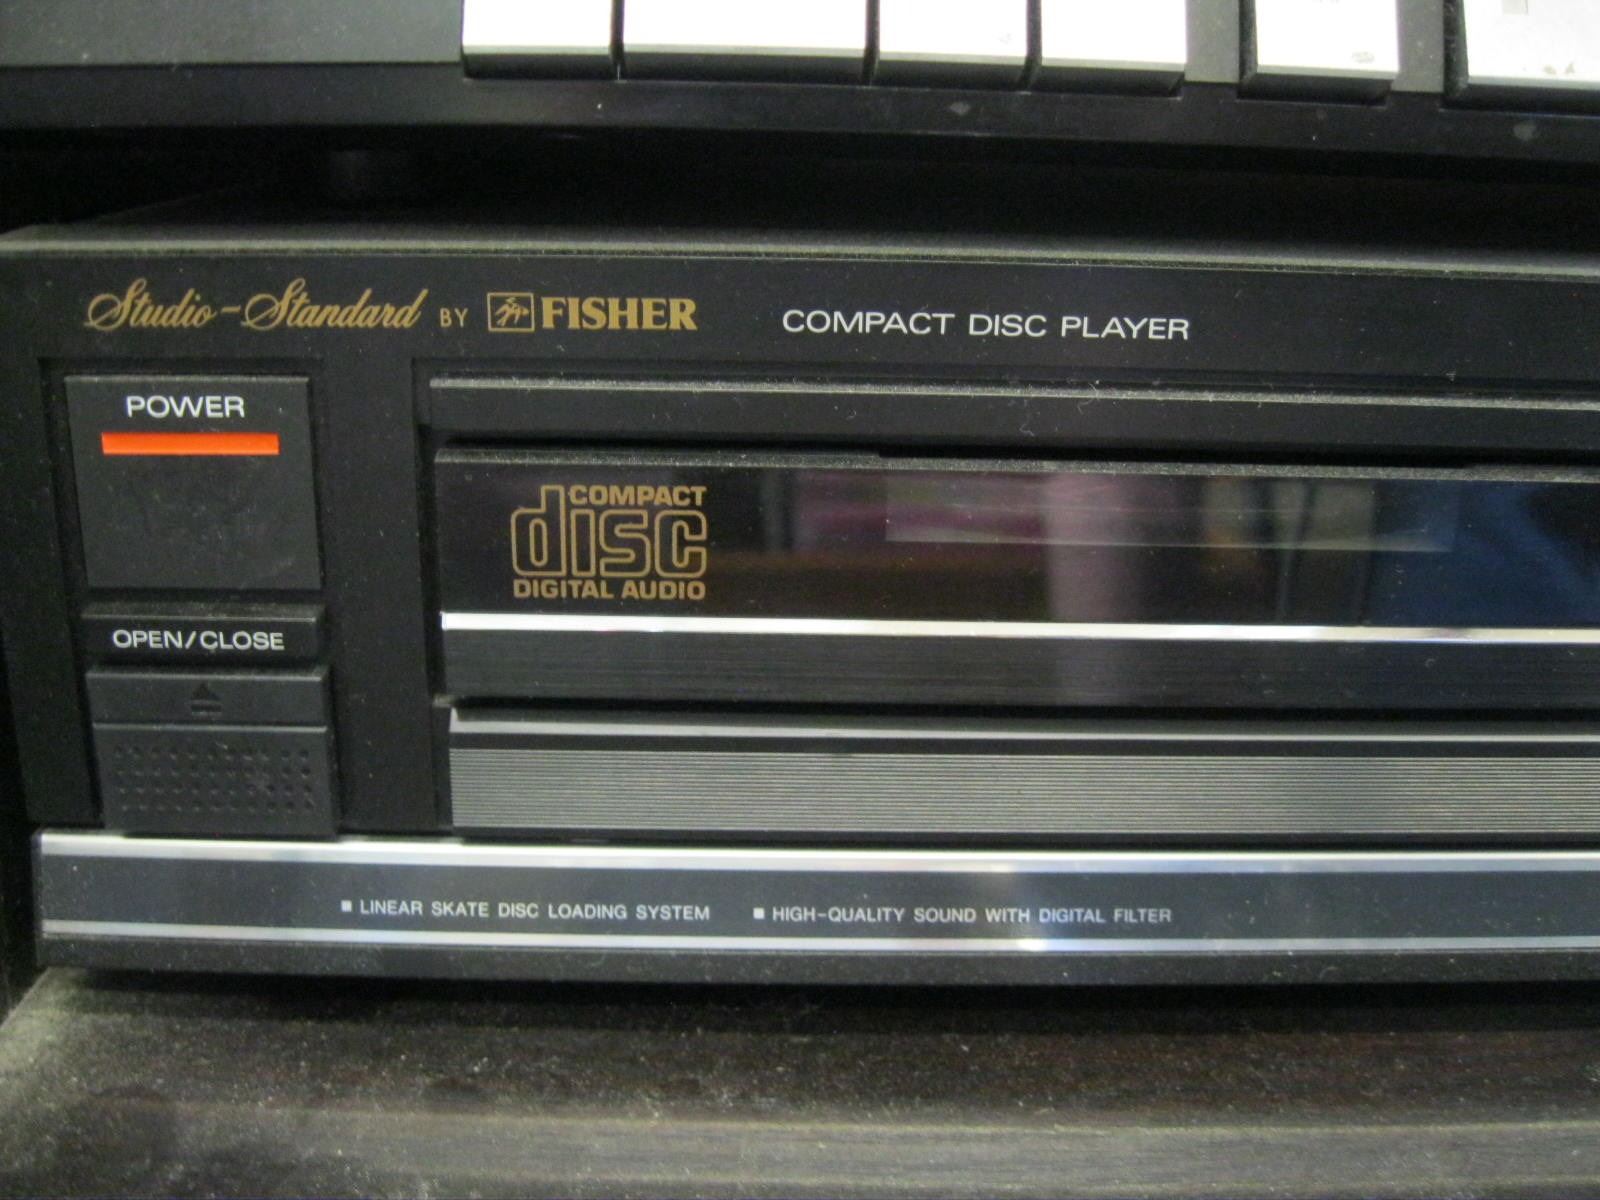 Studio-Standard BY FISHER COMPACT DISC PLAYER
POWER
COMPACT
disc
DIGITAL AUDIO
OPEN/CLOSE
▪ LINEAR SKATE DISC LOADING SYSTEM ▪ HIGH-QUALITY SOUND WITH DIGITAL FILTER